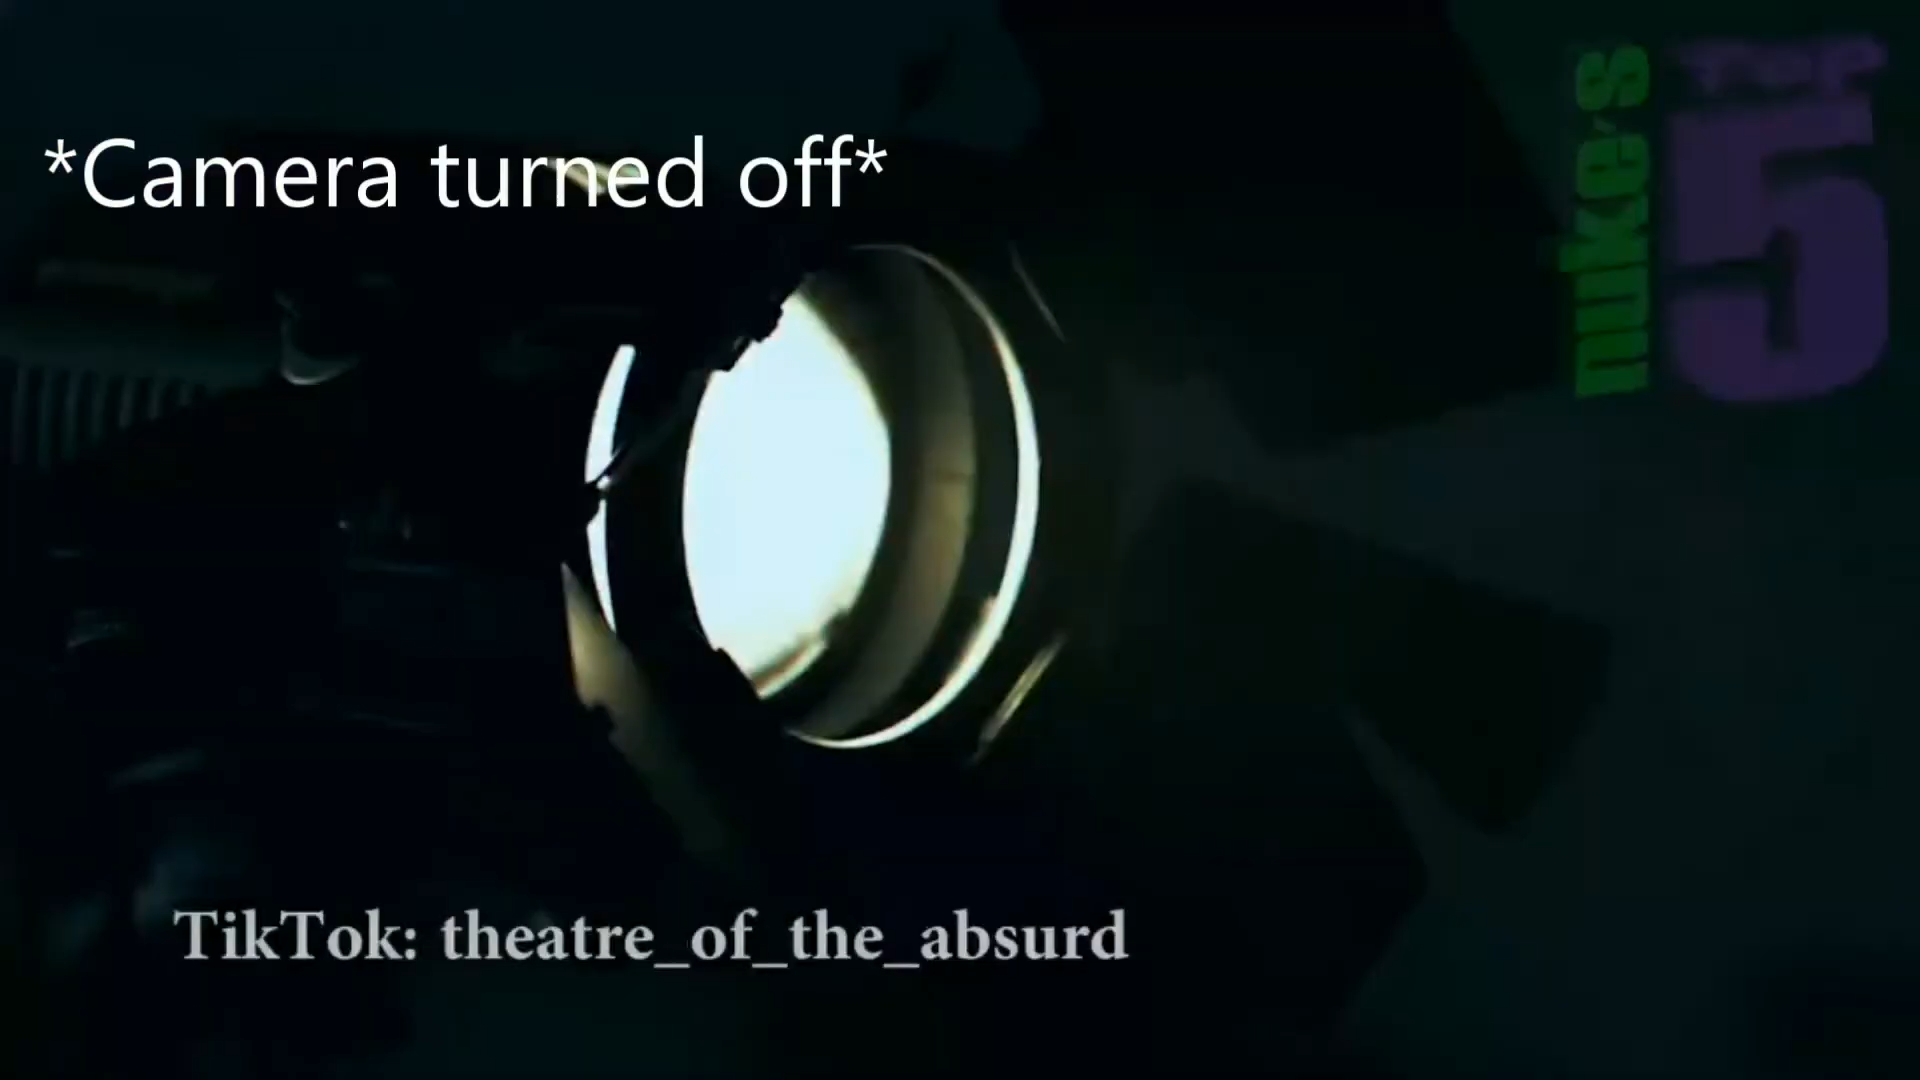 *Camera turned off*
nuke's
Top
5
TikTok: theatre_of_the_absurd